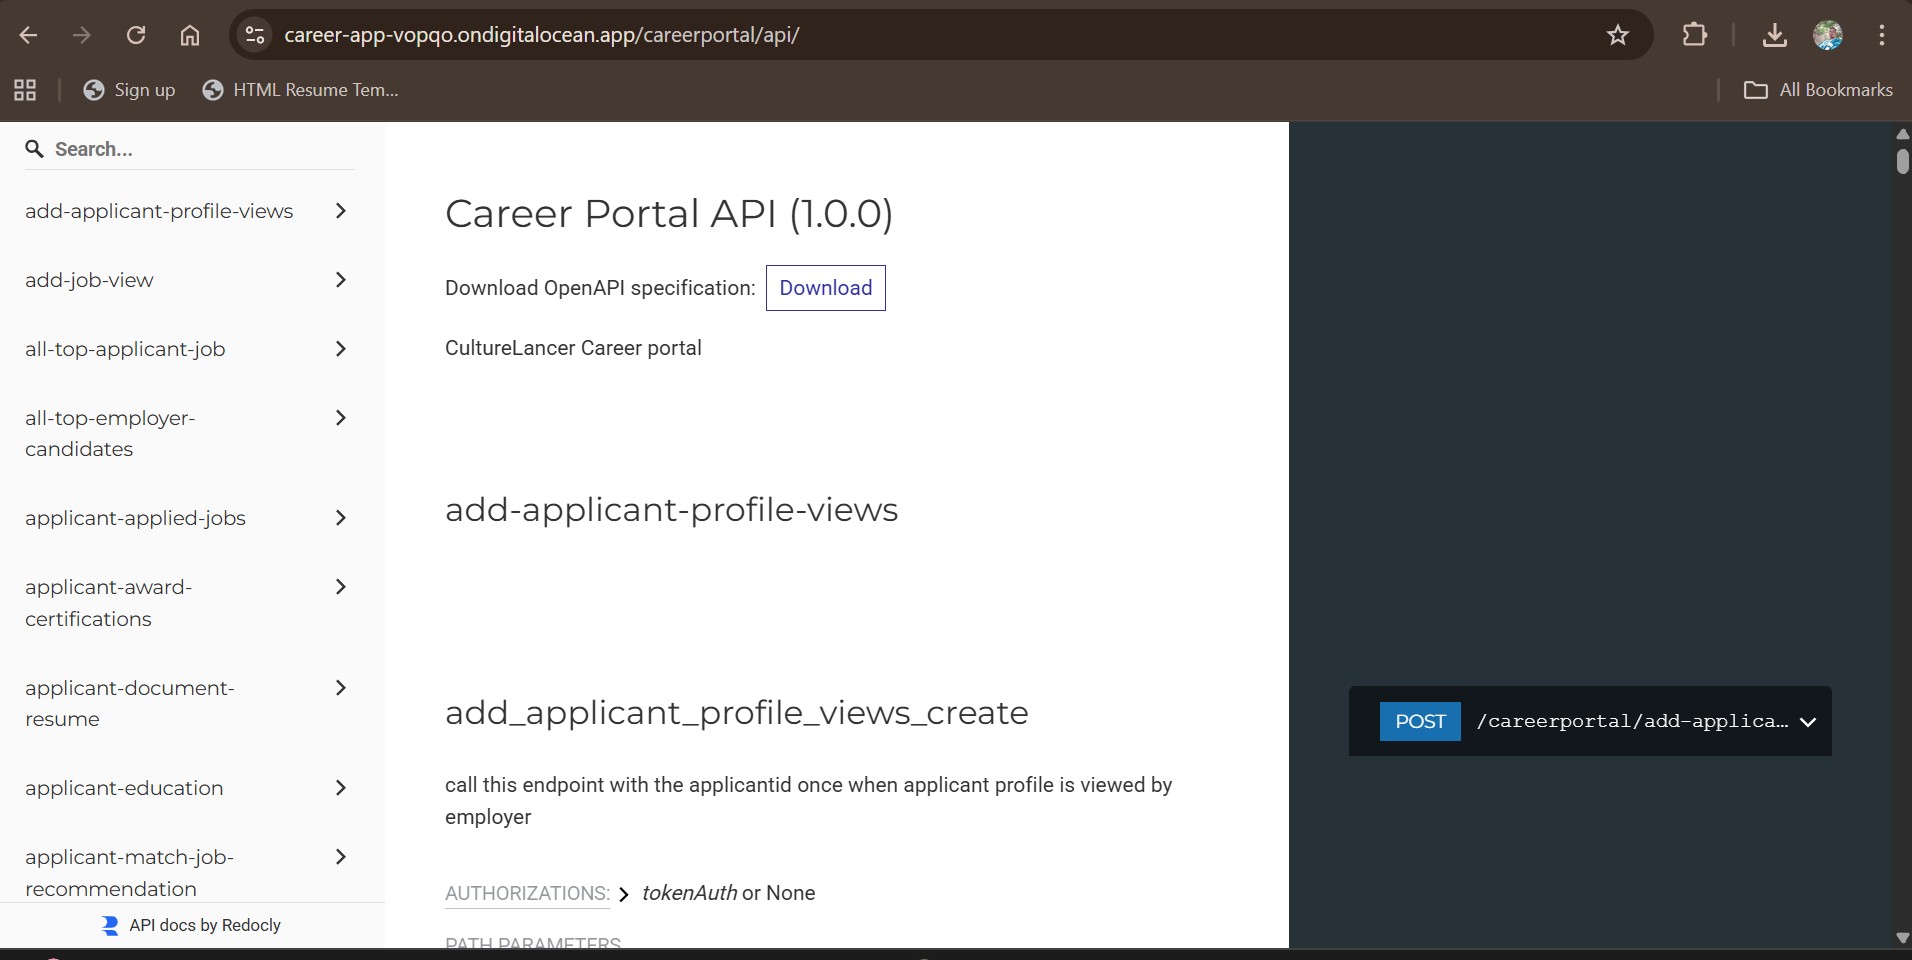 career-app-vopqo.ondigitalocean.app/careerportal/api/
Sign up
HTML Resume Tem...
All Bookmarks
Search...
add-applicant-profile-views
add-job-view
all-top-applicant-job
all-top-employer-
candidates
applicant-applied-jobs
applicant-award-
certifications
applicant-document-
resume
applicant-education
applicant-match-job-
recommendation
API docs by Redocly
Career Portal API (1.0.0)
Download OpenAPI specification: Download
CultureLancer Career portal
add-applicant-profile-views
add_applicant_profile_views_create
call this endpoint with the applicantid once when applicant profile is viewed by
employer
AUTHORIZATIONS: tokenAuth or None
PATH PARAMETERS
POST /careerportal/add-applica…